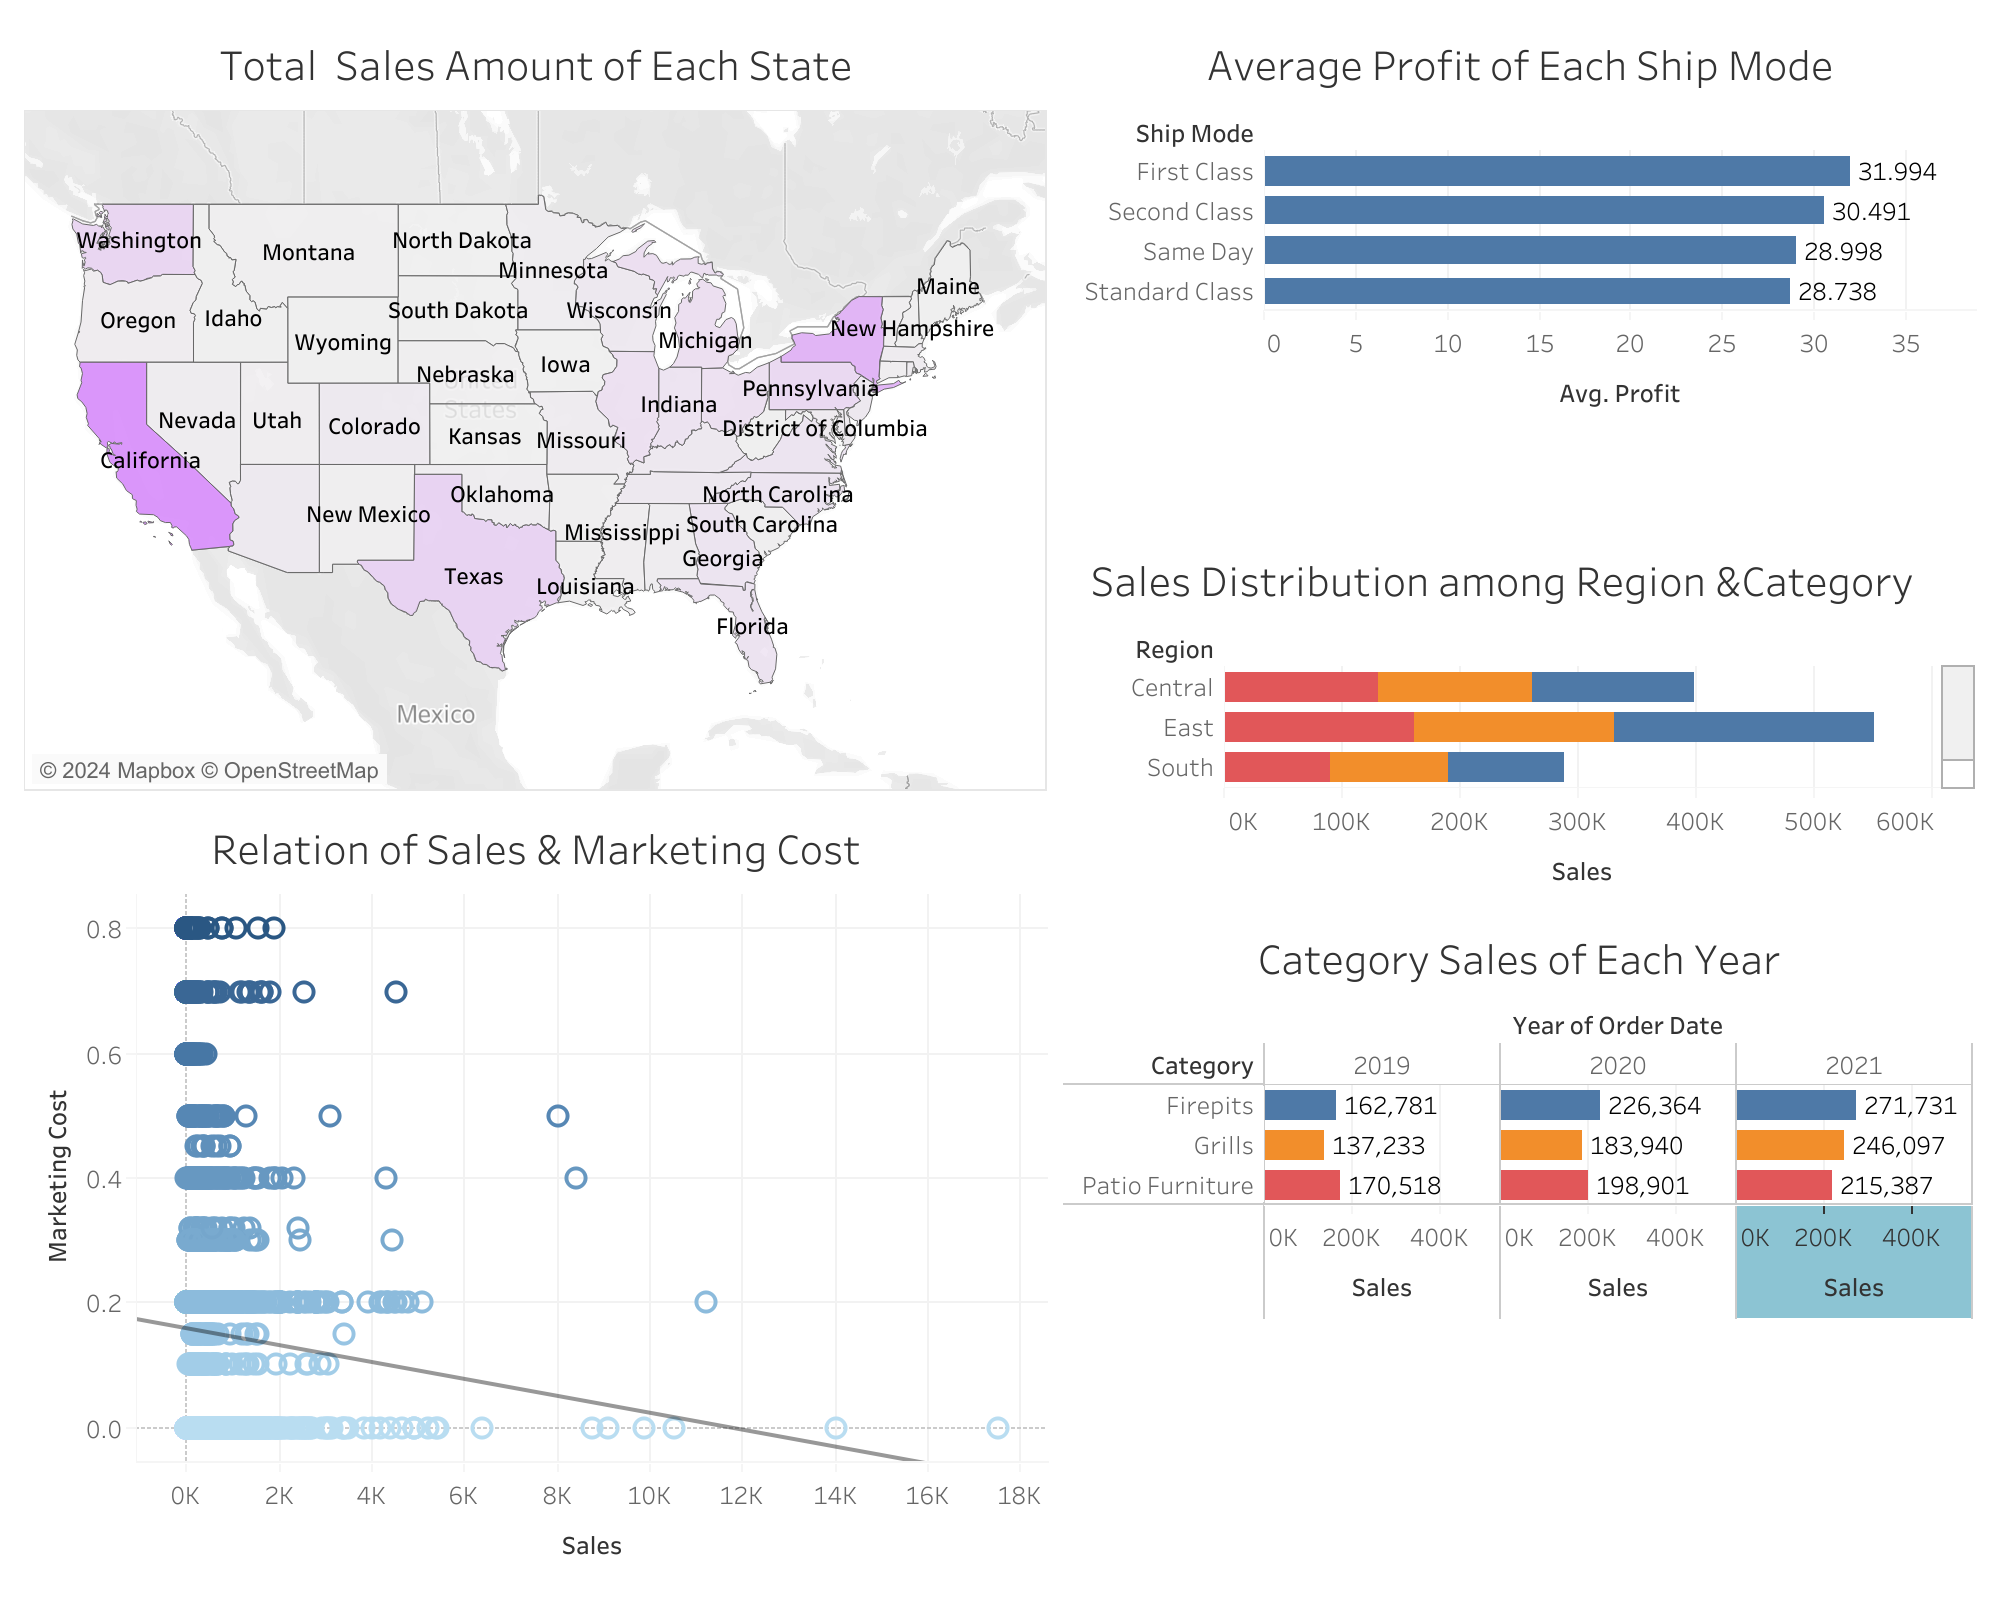 Total  Sales Amount of Each State
Washington
Montana
North Dakota
Minnesota
Maine
Oregon
Idaho
South Dakota
Wisconsin
New Hampshire
Wyoming
Michigan
Iowa
Nebraska
United
States
Pennsylvania
Nevada
Utah
Colorado
Kansas
Missouri
Indiana
District of Columbia
California
New Mexico
Oklahoma
North Carolina
Mississippi
South Carolina
Georgia
Texas
Louisiana
Florida
Mexico
© 2024 Mapbox © OpenStreetMap
Average Profit of Each Ship Mode
Ship Mode
First Class 31.994
Second Class 30.491
Same Day 28.998
Standard Class 28.738
0 5 10 15 20 25 30 35
Avg. Profit
Sales Distribution among Region &Category
Region
Central
East
South
0K 100K 200K 300K 400K 500K 600K
Sales
Relation of Sales & Marketing Cost
Marketing Cost
0.8
0.6
0.4
0.2
0.0
0K 2K 4K 6K 8K 10K 12K 14K 16K 18K
Sales
Category Sales of Each Year
Year of Order Date
Category 2019 2020 2021
Firepits 162,781 226,364 271,731
Grills 137,233 183,940 246,097
Patio Furniture 170,518 198,901 215,387
0K 200K 400K 0K 200K 400K 0K 200K 400K
Sales Sales Sales